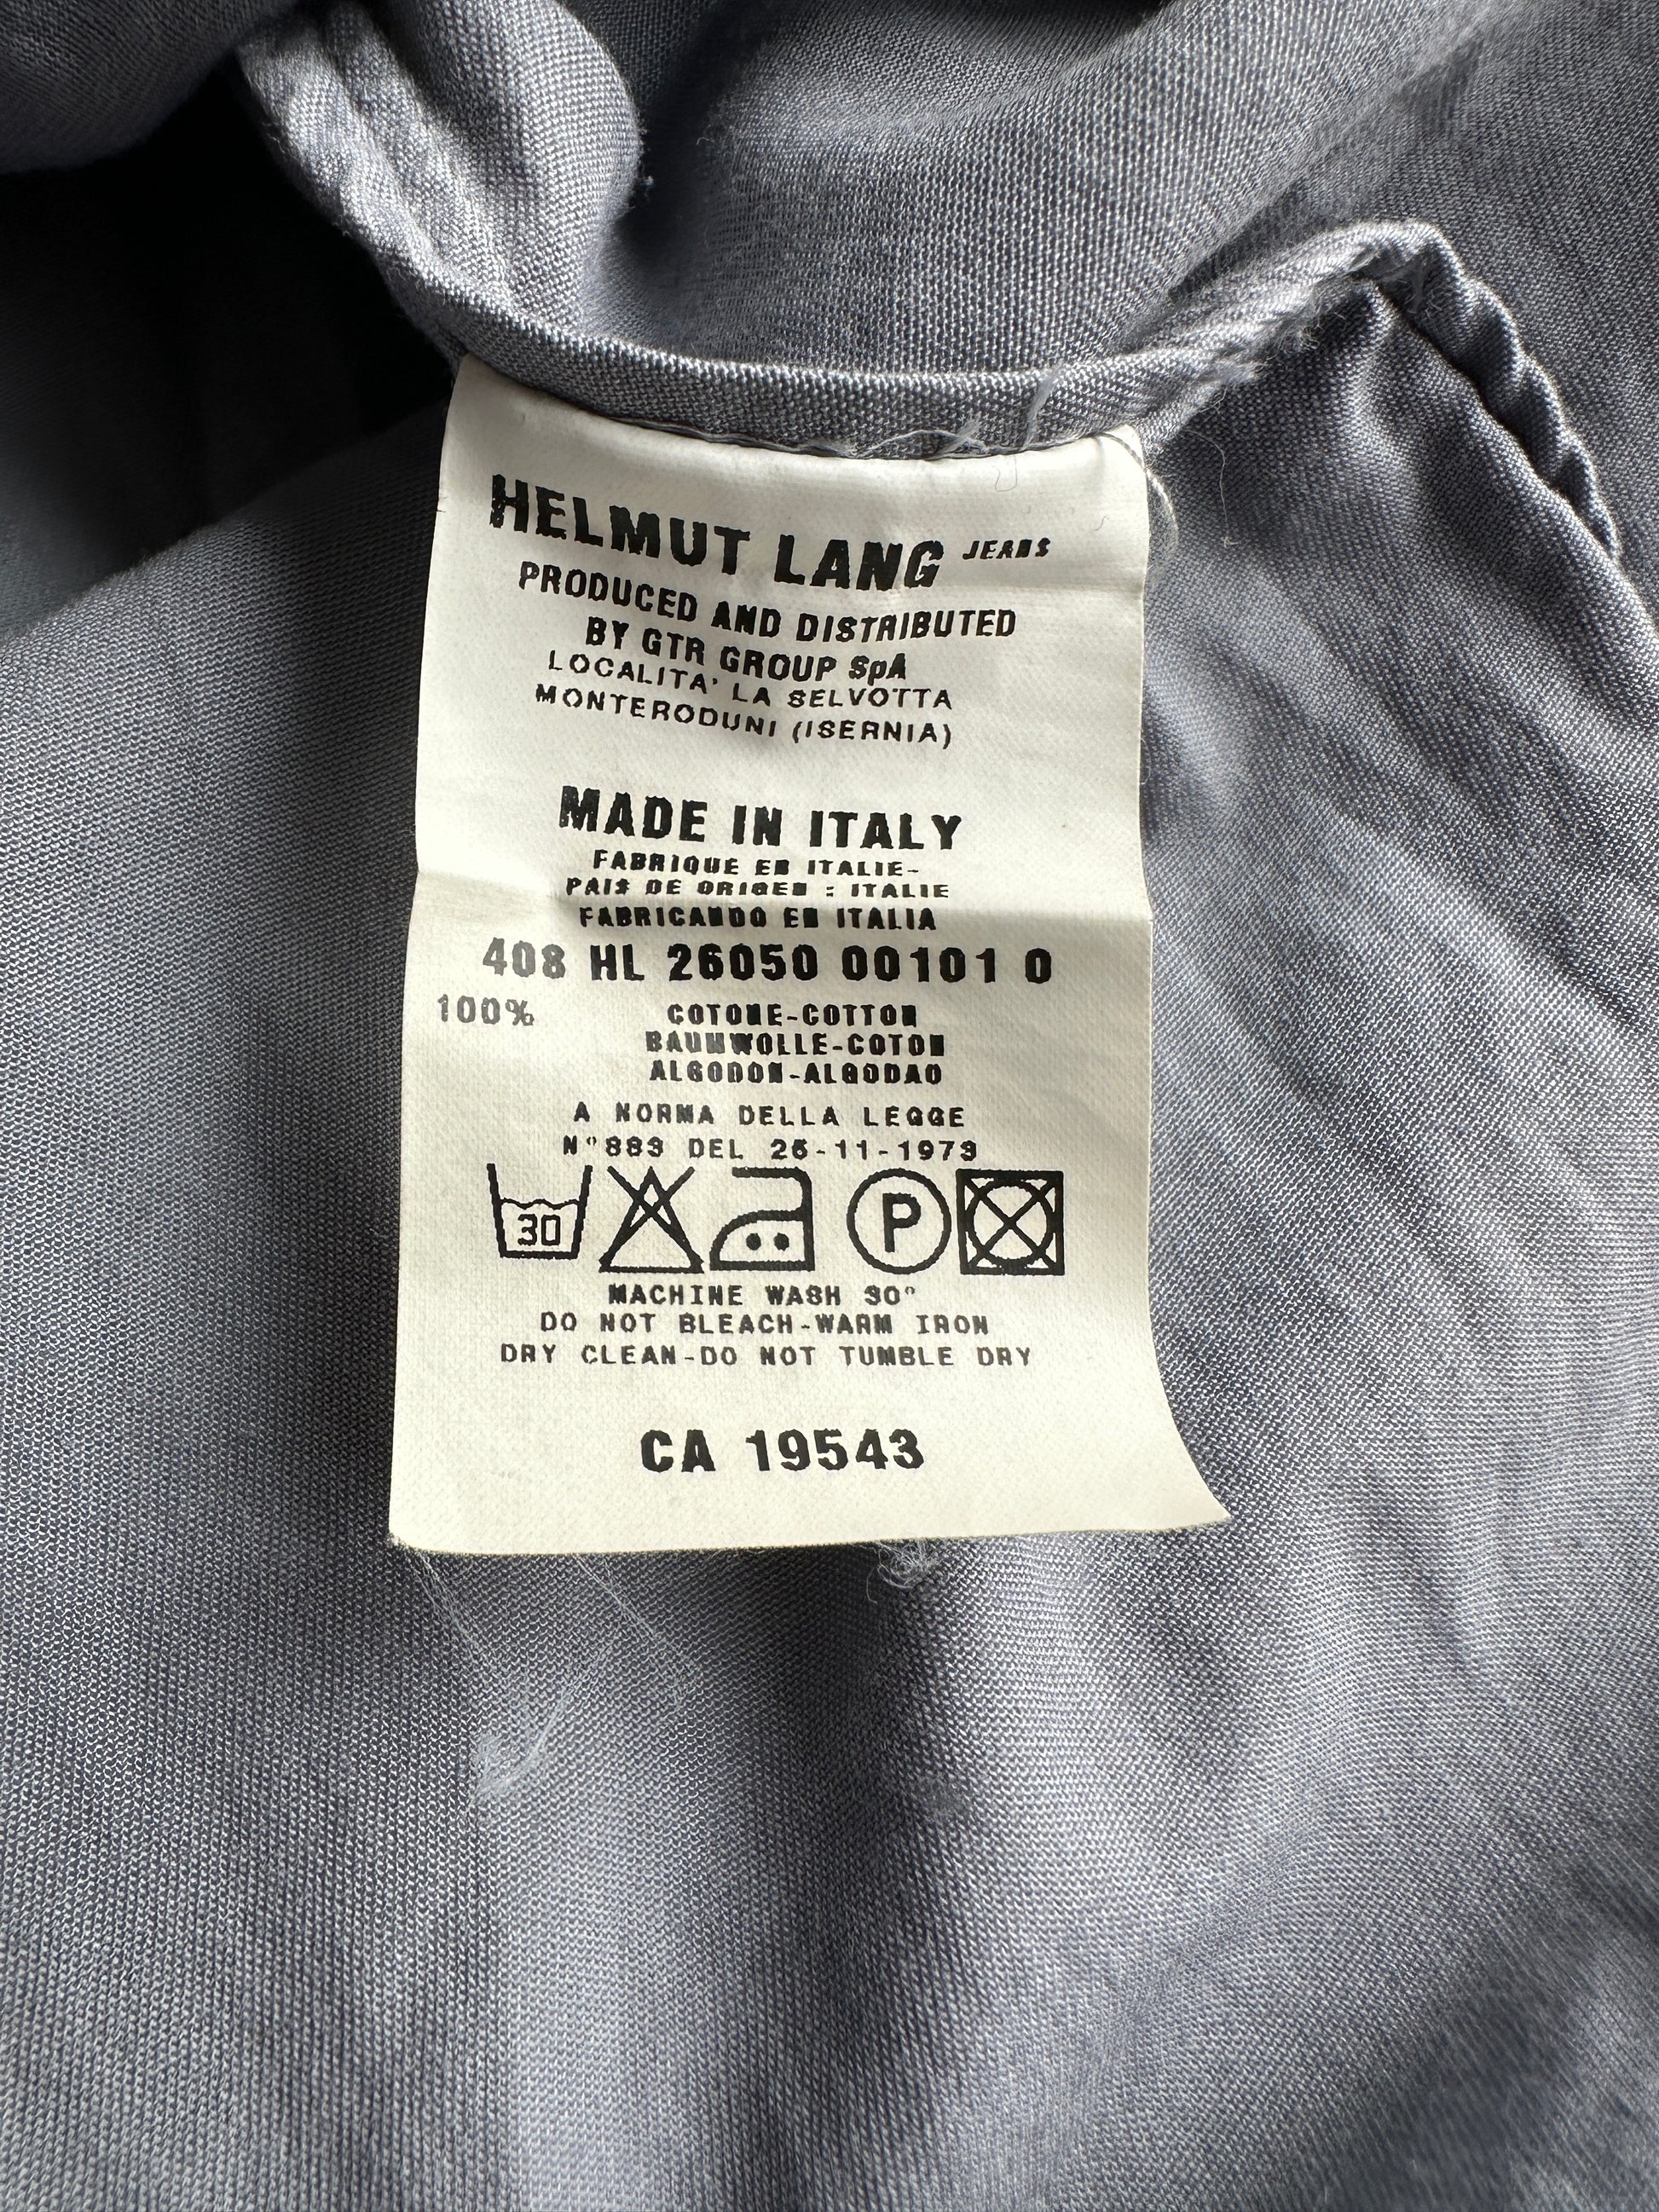 HELMUT LANG JEANS
PRODUCED AND DISTRIBUTED
BY GTR GROUP SpA
LOCALITA' LA SELVOTTA
MONTERODUNI (ISERNIA)
MADE IN ITALY
FABRIQUE EN ITALIE-
PAIS DE ORIGEN : ITALIE
FABRICANDO EN ITALIA
408 HL 26050 00101 0
100% COTONE-COTTON
BAUMWOLLE-COTON
ALGODON-ALGODAO
A NORMA DELLA LEGGE
N°883 DEL 26-11-1973
30 P
MACHINE WASH 30°
DO NOT BLEACH-WARM IRON
DRY CLEAN-DO NOT TUMBLE DRY
CA 19543